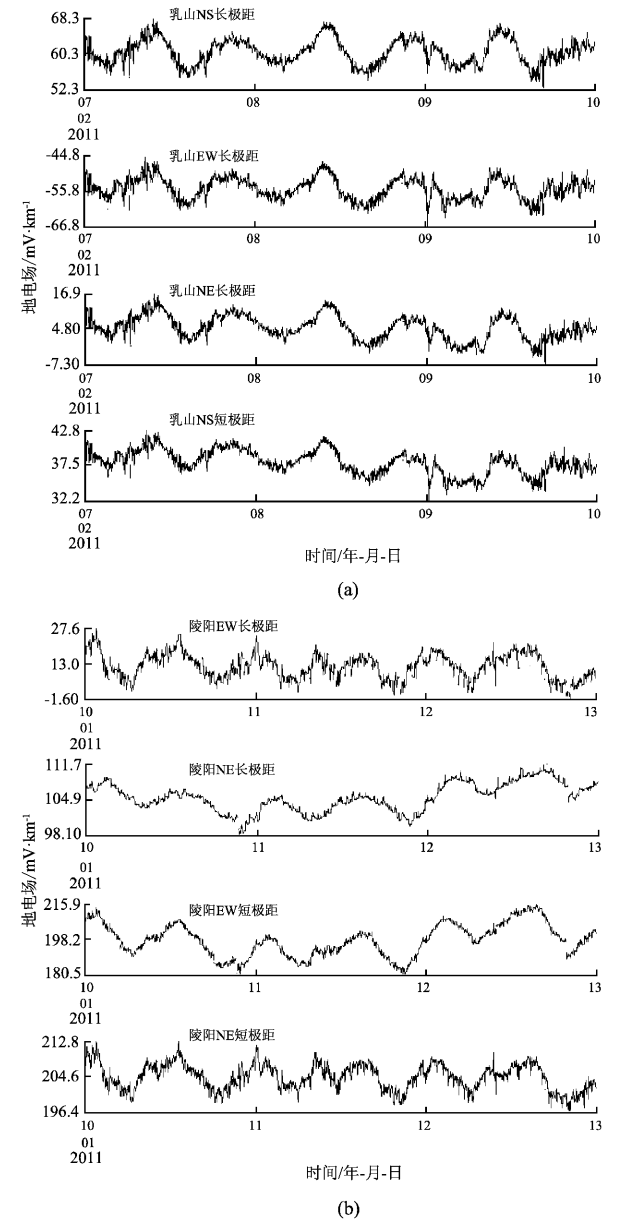 乳山NS长极距
68.3
60.3
52.3
07 08 09 10
02
2011
乳山EW长极距
-44.8
-55.8
-66.8
07 08 09 10
02
2011
乳山NE长极距
16.9
4.80
-7.30
07 08 09 10
02
2011
乳山NS短极距
42.8
37.5
32.2
07 08 09 10
02
2011
地电场/mV·km⁻¹
时间/年-月-日
(a)
陵阳EW长极距
27.6
13.0
-1.60
10 11 12 13
01
2011
陵阳NE长极距
111.7
104.9
98.10
10 11 12 13
01
2011
陵阳EW短极距
215.9
198.2
180.5
10 11 12 13
01
2011
陵阳NE短极距
212.8
204.6
196.4
10 11 12 13
01
2011
地电场/mV·km⁻¹
时间/年-月-日
(b)